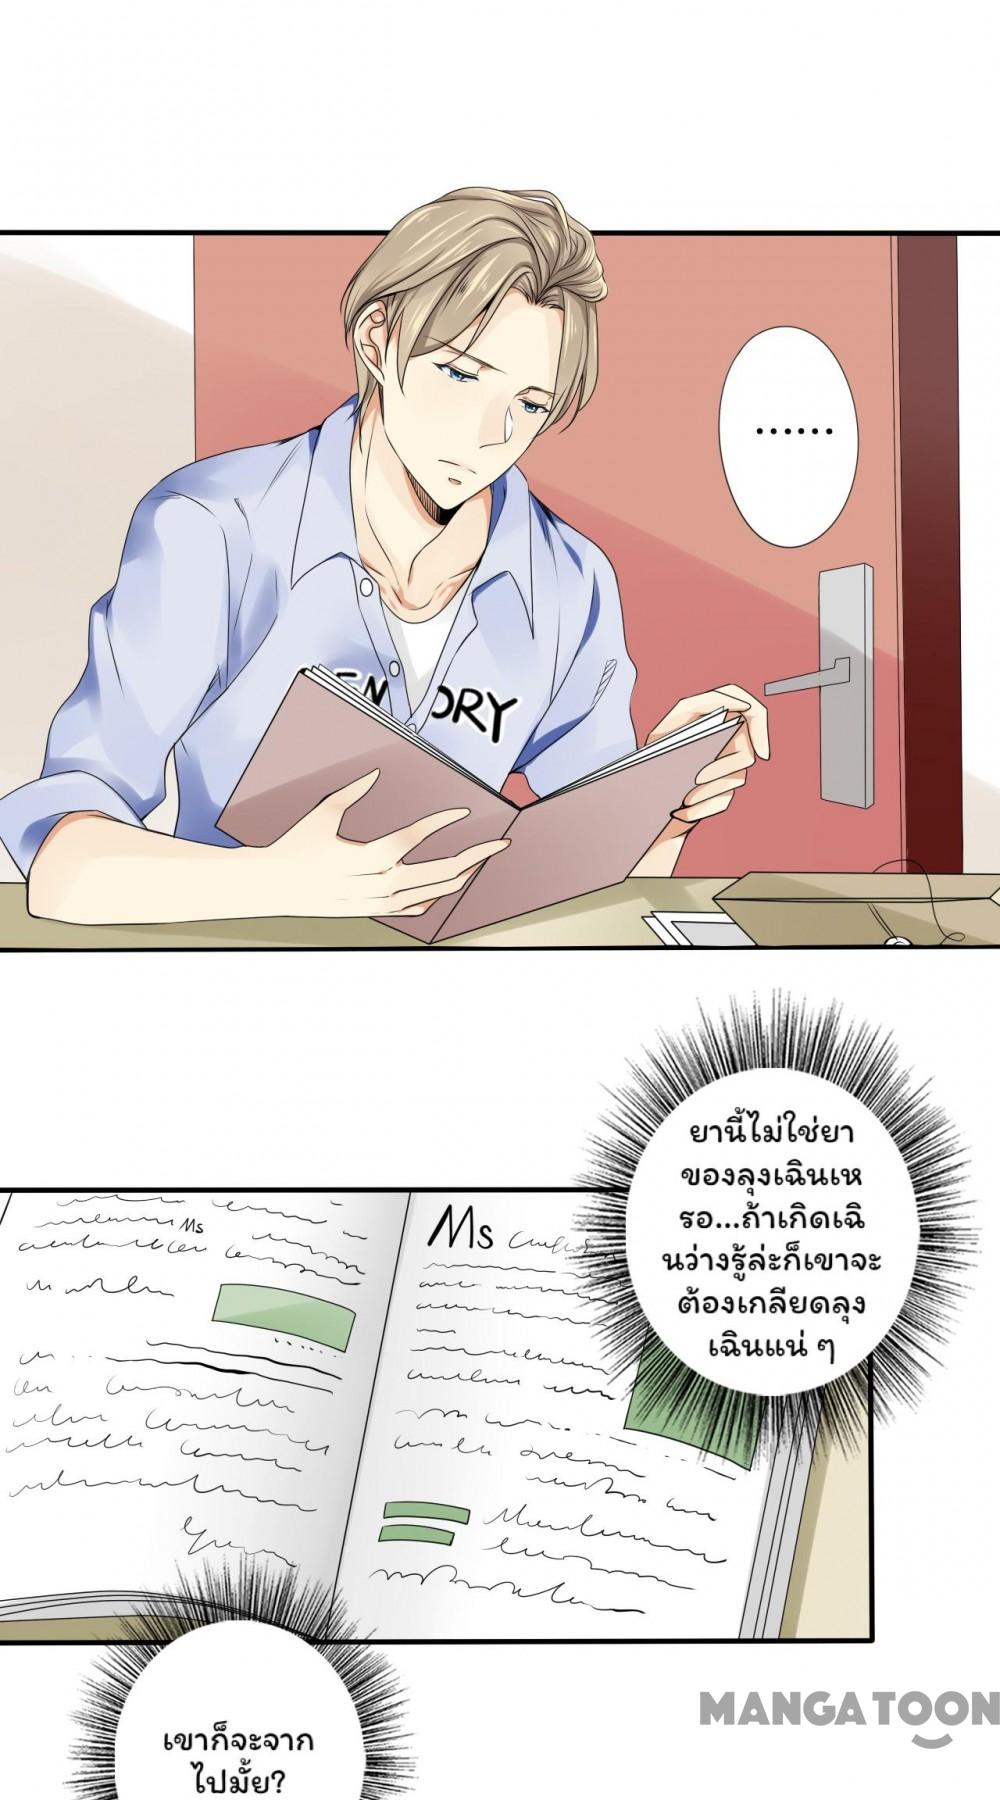 ......
ยานี้ไม่ใช่ยา
ของลุงเฉินเห
รอ...ถ้าเกิดเฉิ
นว่างรู้ล่ะก็เขาจะ
ต้องเกลียดลุง
เฉินแน่ ๆ
Ms
Ms
MANGATOON
เขาก็จะจาก
ไปมั้ย?